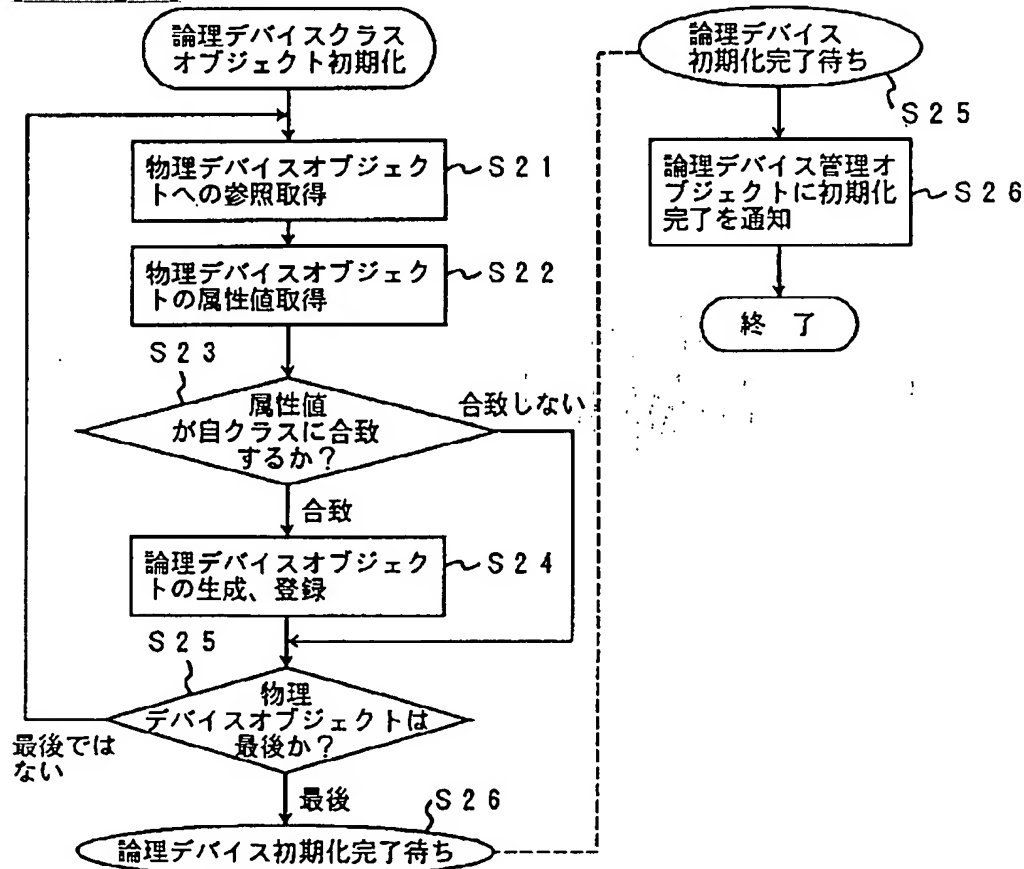 論理デバイスクラス
オブジェクト初期化
物理デバイスオブジェク
トへの参照取得
S21
物理デバイスオブジェク
トの属性値取得
S22
S23
属性値
が自クラスに合致
するか?
合致しない
合致
論理デバイスオブジェク
トの生成、登録
S24
S25
物理
デバイスオブジェクトは
最後か?
最後では
ない
最後
S26
論理デバイス初期化完了待ち
論理デバイス
初期化完了待ち
S25
論理デバイス管理オ
ブジェクトに初期化
完了を通知
S26
終 了